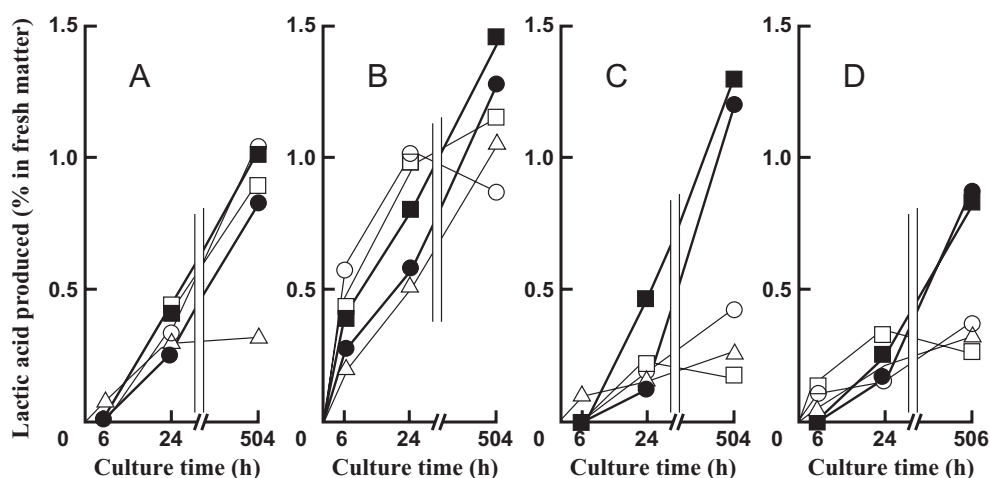 Lactic acid produced (% in fresh matter)
1.5 1.5 1.5 1.5
A B C D
1.0 1.0 1.0 1.0
0.5 0.5 0.5 0.5
0 6 24 504 0 6 24 504 0 6 24 504 0 6 24 506
Culture time (h) Culture time (h) Culture time (h) Culture time (h)